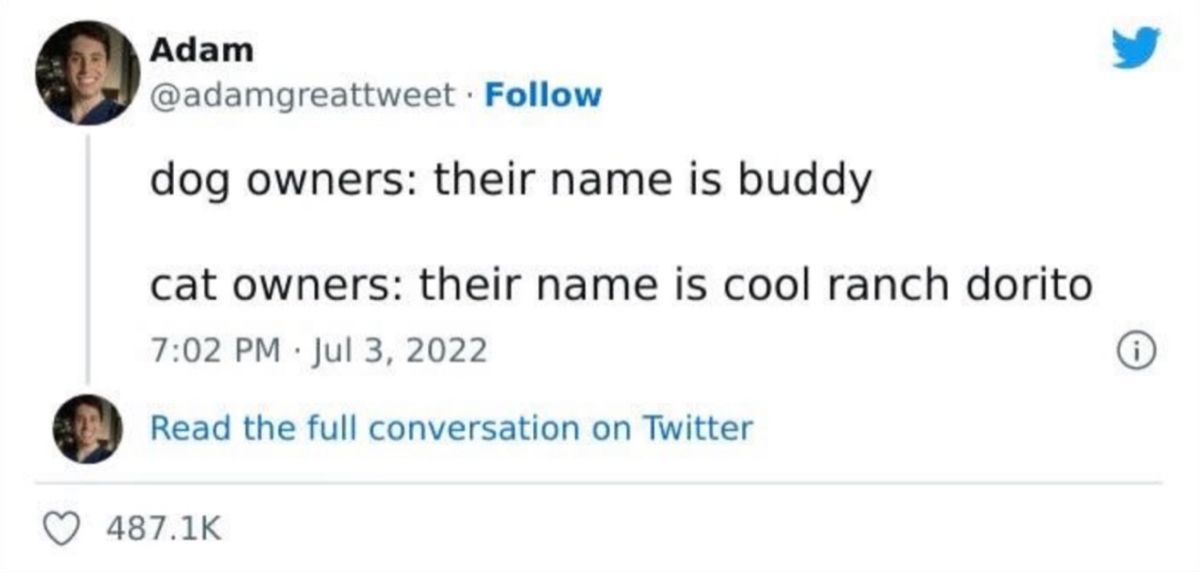 Adam
@adamgreattweet · Follow
dog owners: their name is buddy
cat owners: their name is cool ranch dorito
7:02 PM · Jul 3, 2022
Read the full conversation on Twitter
487.1K